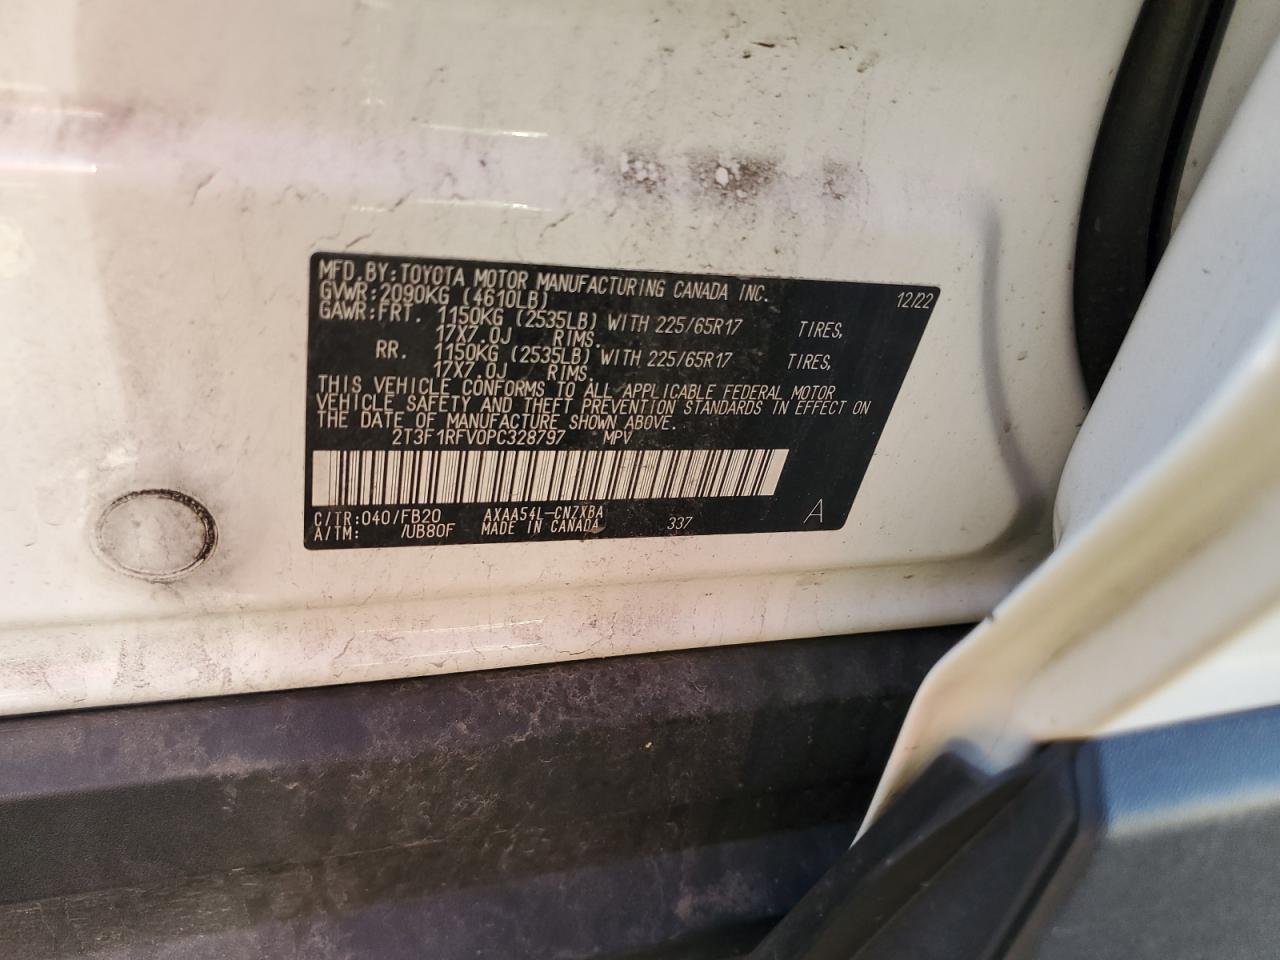 MFD.BY:TOYOTA MOTOR MANUFACTURING CANADA INC. 12/22
GVWR:2090KG (4610LB)
GAWR:FRT. 1150KG (2535LB) WITH 225/65R17 TIRES,
17X7.0J RIMS.
RR. 1150KG (2535LB) WITH 225/65R17 TIRES,
17X7.0J RIMS.
THIS VEHICLE CONFORMS TO ALL APPLICABLE FEDERAL MOTOR
VEHICLE SAFETY AND THEFT PREVENTION STANDARDS IN EFFECT ON
THE DATE OF MANUFACTURE SHOWN ABOVE.
2T3F1RFV0PC328797 MPV
C/TR:040/FB20 AXAA54L-CNZXBA
A/TM: /UB80F MADE IN CANADA 337 A